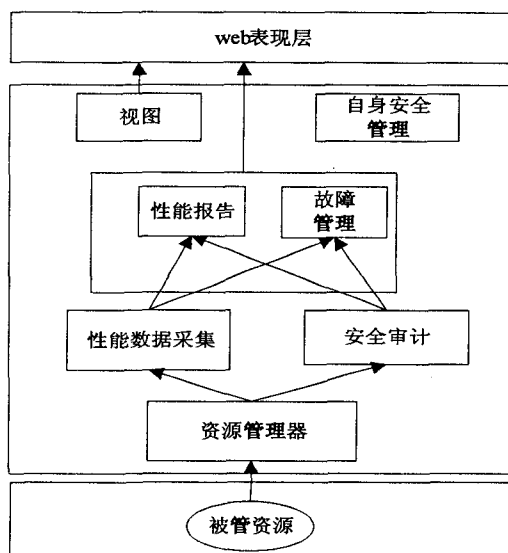 web表现层
视图
自身安全
管理
性能报告
故障
管理
性能数据采集
安全审计
资源管理器
被管资源